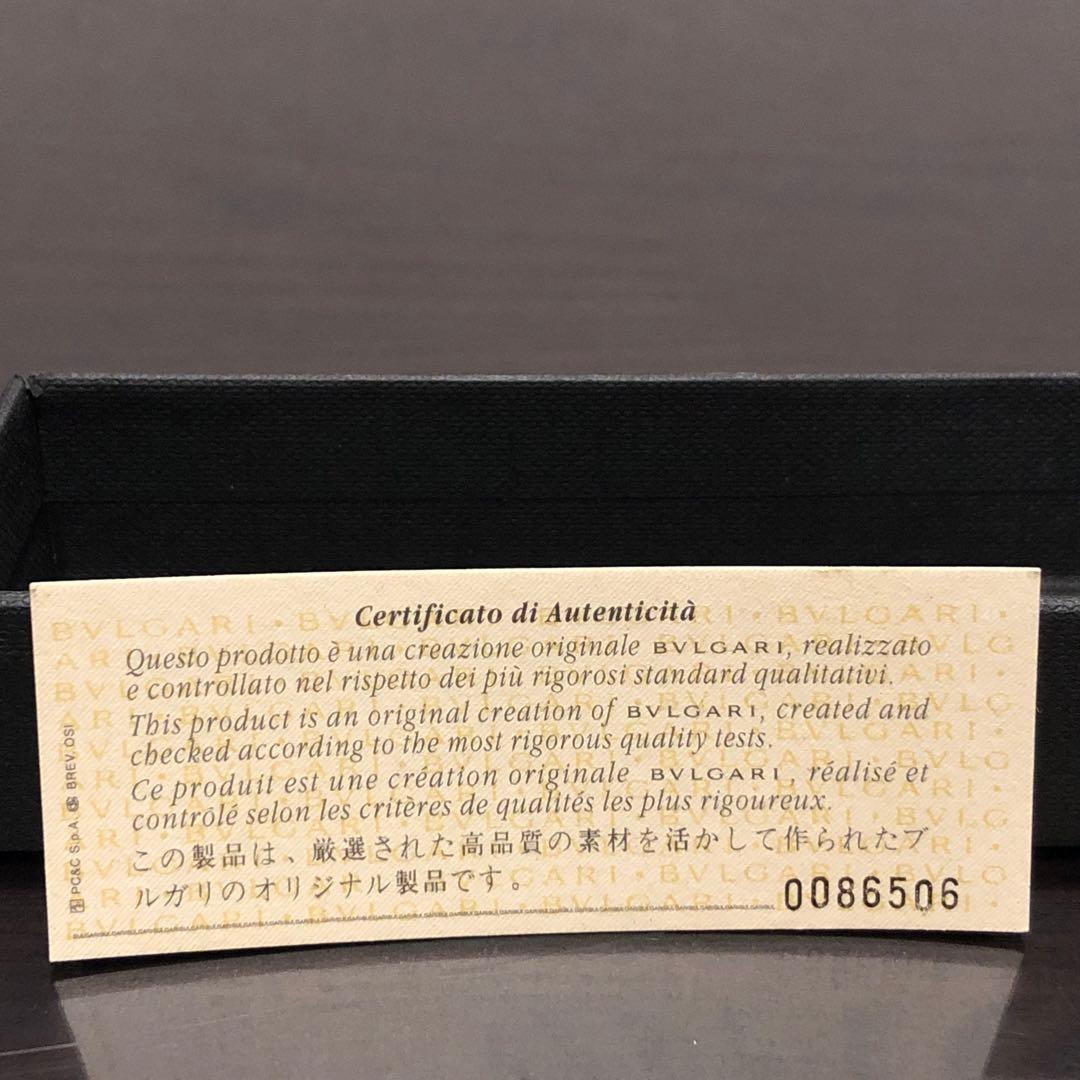 Certificato di Autenticità
Questo prodotto è una creazione originale BVLGARI, realizzato
e controllato nel rispetto dei più rigorosi standard qualitativi.
This product is an original creation of BVLGARI, created and
checked according to the most rigorous quality tests.
Ce produit est une création originale BVLGARI, réalisé et
contrôlé selon les critères de qualités les plus rigoureux.
この製品は、厳選された高品質の素材を活かして作られたブ
ルガリのオリジナル製品です。
0086506
PC&C S.p.A. BREV. OSI